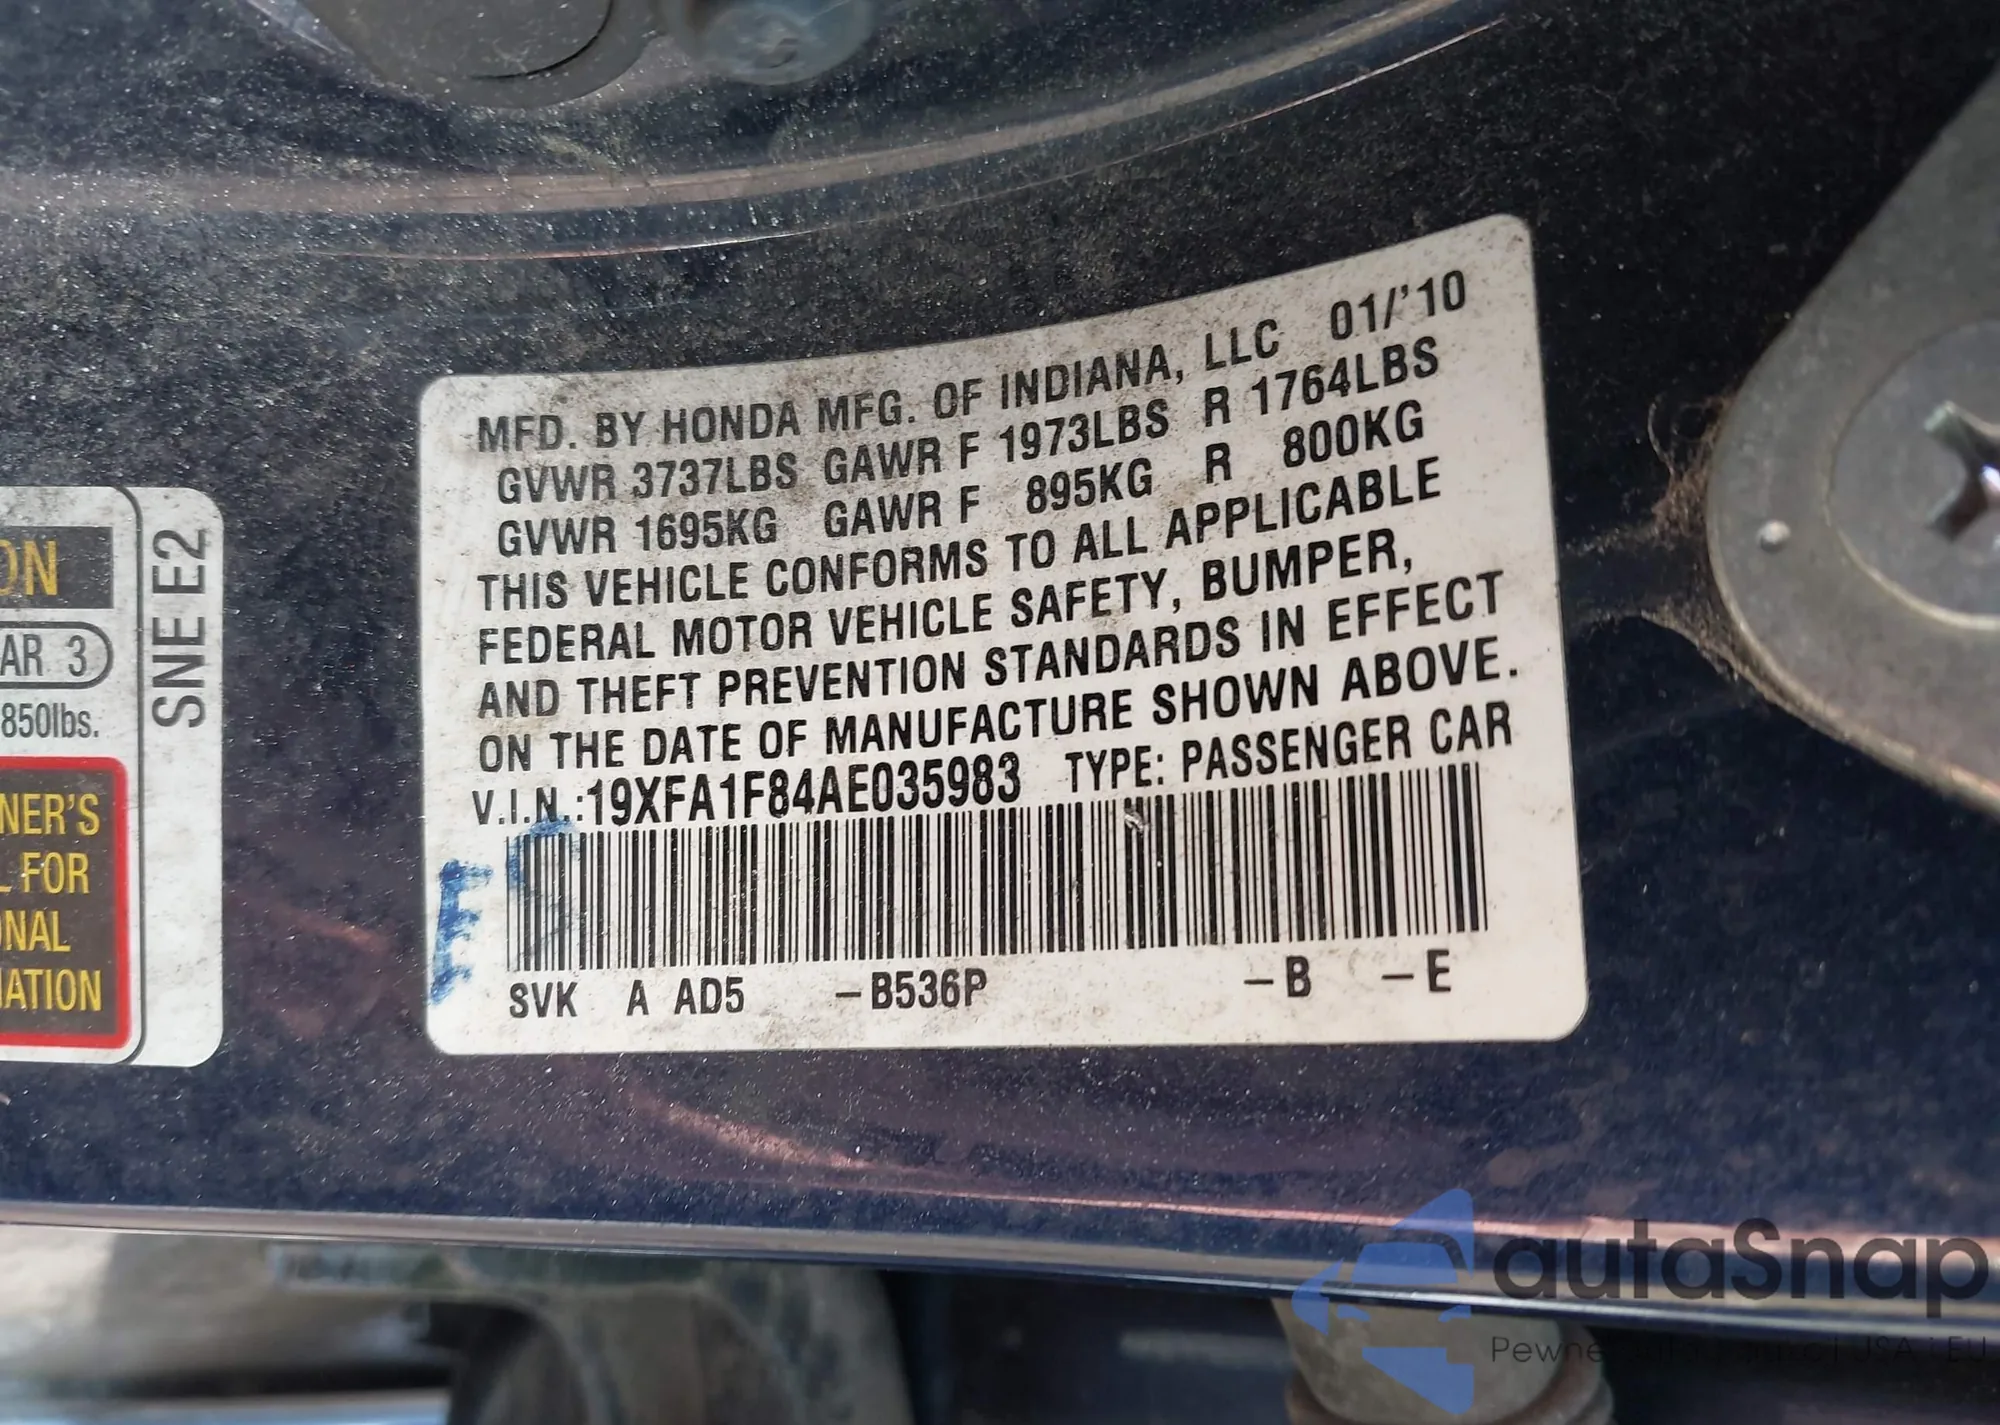 MFD. BY HONDA MFG. OF INDIANA, LLC 01/'10
GVWR 3737LBS GAWR F 1973LBS R 1764LBS
GVWR 1695KG GAWR F 895KG R 800KG
THIS VEHICLE CONFORMS TO ALL APPLICABLE
FEDERAL MOTOR VEHICLE SAFETY, BUMPER,
AND THEFT PREVENTION STANDARDS IN EFFECT
ON THE DATE OF MANUFACTURE SHOWN ABOVE.
V.I.N.:19XFA1F84AE035983 TYPE: PASSENGER CAR
SVK A AD5 -B536P -B -E
ON
AR 3
850lbs.
NER'S
L FOR
ONAL
MATION
SNE E2
autaSnap